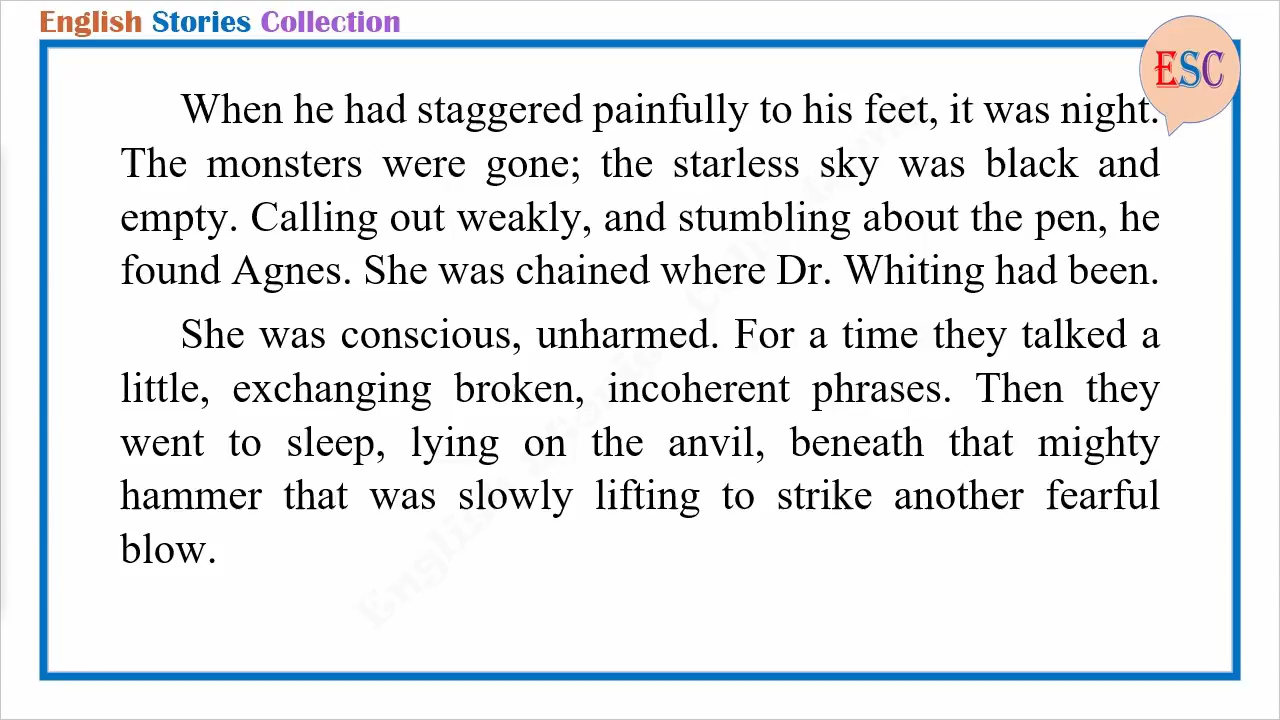 English Stories Collection
ESC
When he had staggered painfully to his feet, it was night.
The monsters were gone; the starless sky was black and
empty. Calling out weakly, and stumbling about the pen, he
found Agnes. She was chained where Dr. Whiting had been.
She was conscious, unharmed. For a time they talked a
little, exchanging broken, incoherent phrases. Then they
went to sleep, lying on the anvil, beneath that mighty
hammer that was slowly lifting to strike another fearful
blow.